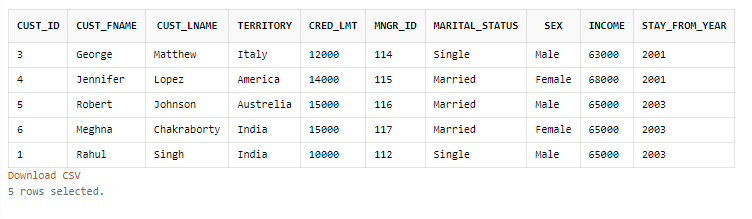 CUST_ID CUST_FNAME CUST_LNAME TERRITORY CRED_LMT MNGR_ID MARITAL_STATUS SEX INCOME STAY_FROM_YEAR
3 George Matthew Italy 12000 114 Single Male 63000 2001
4 Jennifer Lopez America 14000 115 Married Female 68000 2001
5 Robert Johnson Austrelia 15000 116 Married Male 65000 2003
6 Meghna Chakraborty India 15000 117 Married Female 65000 2003
1 Rahul Singh India 10000 112 Single Male 65000 2003
Download CSV
5 rows selected.